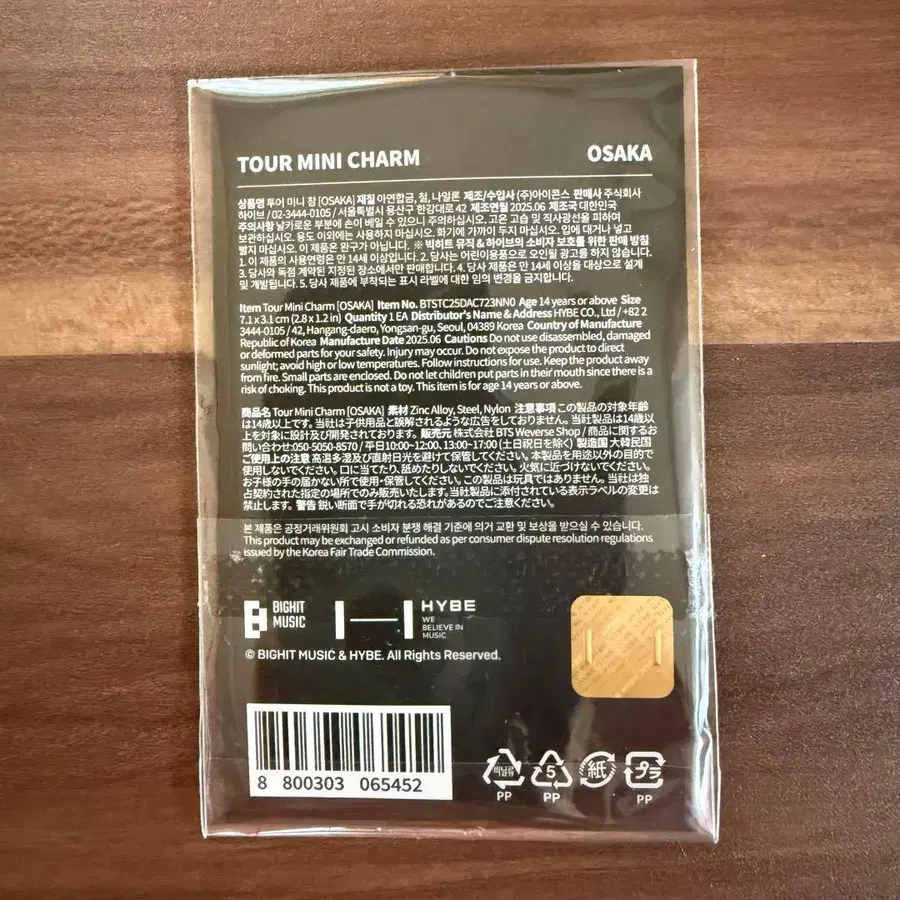 TOUR MINI CHARM OSAKA
상품명 투어 미니 참 [OSAKA] 재질 아연합금, 철, 나일론 제조/수입사 (주)아이콘스 판매사 주식회사
하이브 / 02-3444-0105 / 서울특별시 용산구 한강대로 42 제조연월 2025.06 제조국 대한민국
주의사항 날카로운 부분에 손이 베일 수 있으니 주의하십시오. 고온 고습 및 직사광선을 피하여
보관하십시오. 용도 이외에는 사용하지 마십시오. 화기에 가까이 두지 마십시오. 입에 대거나 넣고
빨지 마십시오. 이 제품은 완구가 아닙니다. ※ 빅히트 뮤직 & 하이브의 소비자 보호를 위한 판매 방침
1. 이 제품의 사용연령은 만 14세 이상입니다. 2. 당사는 어린이용품으로 오인될 광고를 하지 않습니다.
3. 당사와 독점 계약된 지정된 장소에서만 판매합니다. 4. 당사 제품은 만 14세 이상을 대상으로 설계
및 개발됩니다. 5. 당사 제품에 부착되는 표시 라벨에 대한 임의 변경을 금지합니다.
Item Tour Mini Charm [OSAKA] Item No. BTSTC25DAC723NN0 Age 14 years or above Size
7.1 x 3.1 cm (2.8 x 1.2 in) Quantity 1 EA Distributor's Name & Address HYBE CO., Ltd / +82 2
3444-0105 / 42, Hangang-daero, Yongsan-gu, Seoul, 04389 Korea Country of Manufacture
Republic of Korea Manufacture Date 2025.06 Cautions Do not use disassembled, damaged
or deformed parts for your safety. Injury may occur. Do not expose the product to direct
sunlight; avoid high or low temperatures. Follow instructions for use. Keep the product away
from fire. Small parts are enclosed. Do not let children put parts in their mouth since there is a
risk of choking. This product is not a toy. This item is for age 14 years or above.
商品名 Tour Mini Charm [OSAKA] 素材 Zinc Alloy, Steel, Nylon 注意事項 この製品の対象年齢
は14歳以上です。当社は子供用品と誤解されるような広告をしておりません。当社製品は14歳以
上を対象に設計及び開発されております。販売元 株式会社 BTS Weverse Shop / 商品に関するお
問い合わせ:050-5050-8570 / 平日10:00~12:00, 13:00~17:00 (土日祝日を除く) 製造国 大韓民国
ご使用上の注意 高温多湿及び直射日光を避けて保管してください。本製品を用途以外の目的で
使用しないでください。口に当てたり、舐めたりしないでください。火気に近づけないでください。
お子様の手の届かない所で使用・保管してください。この製品は玩具ではありません。当社は独
占契約された指定の場所でのみ販売いたします。当社製品に添付されている表示ラベルの変更は
禁止します。警告 鋭い断面で手が切れる恐れがあるのでご注意ください。
본 제품은 공정거래위원회 고시 소비자 분쟁 해결 기준에 의거 교환 및 보상을 받으실 수 있습니다.
This product may be exchanged or refunded as per consumer dispute resolution regulations
issued by the Korea Fair Trade Commission.
BIGHIT
MUSIC
HYBE
WE
BELIEVE IN
MUSIC
© BIGHIT MUSIC & HYBE. All Rights Reserved.
8 800303 065452
비닐류 5 紙 プラ
PP PP PP